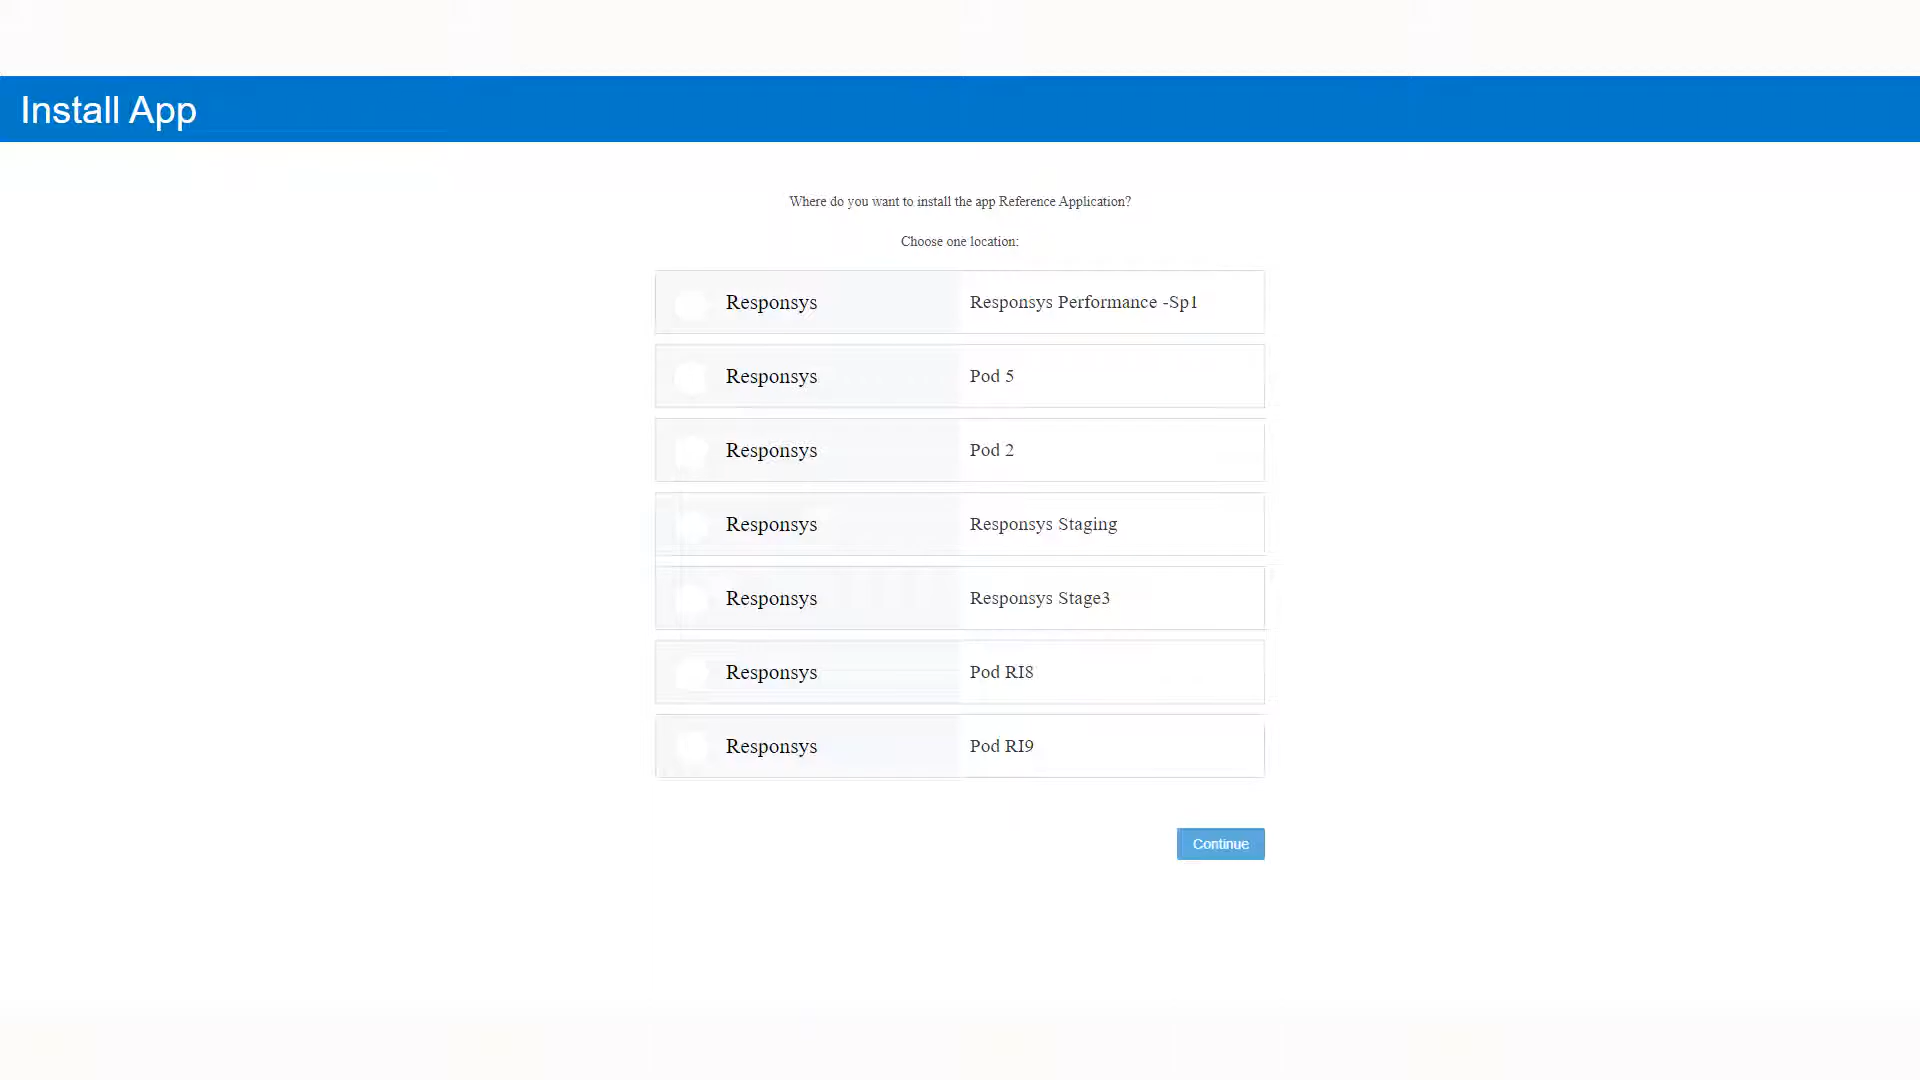 Install App
Where do you want to install the app Reference Application?
Choose one location:
Responsys Responsys Performance -Sp1
Responsys Pod 5
Responsys Pod 2
Responsys Responsys Staging
Responsys Responsys Stage3
Responsys Pod RI8
Responsys Pod RI9
Continue